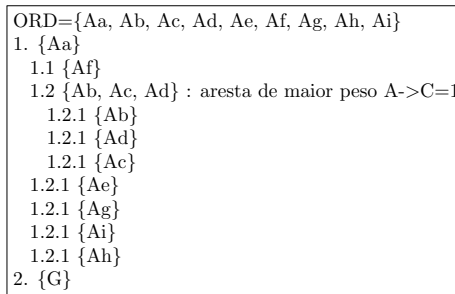 ORD={Aa, Ab, Ac, Ad, Ae, Af, Ag, Ah, Ai}
1. {Aa}
1.1 {Af}
1.2 {Ab, Ac, Ad} : aresta de maior peso A->C=1
1.2.1 {Ab}
1.2.1 {Ad}
1.2.1 {Ac}
1.2.1 {Ae}
1.2.1 {Ag}
1.2.1 {Ai}
1.2.1 {Ah}
2. {G}